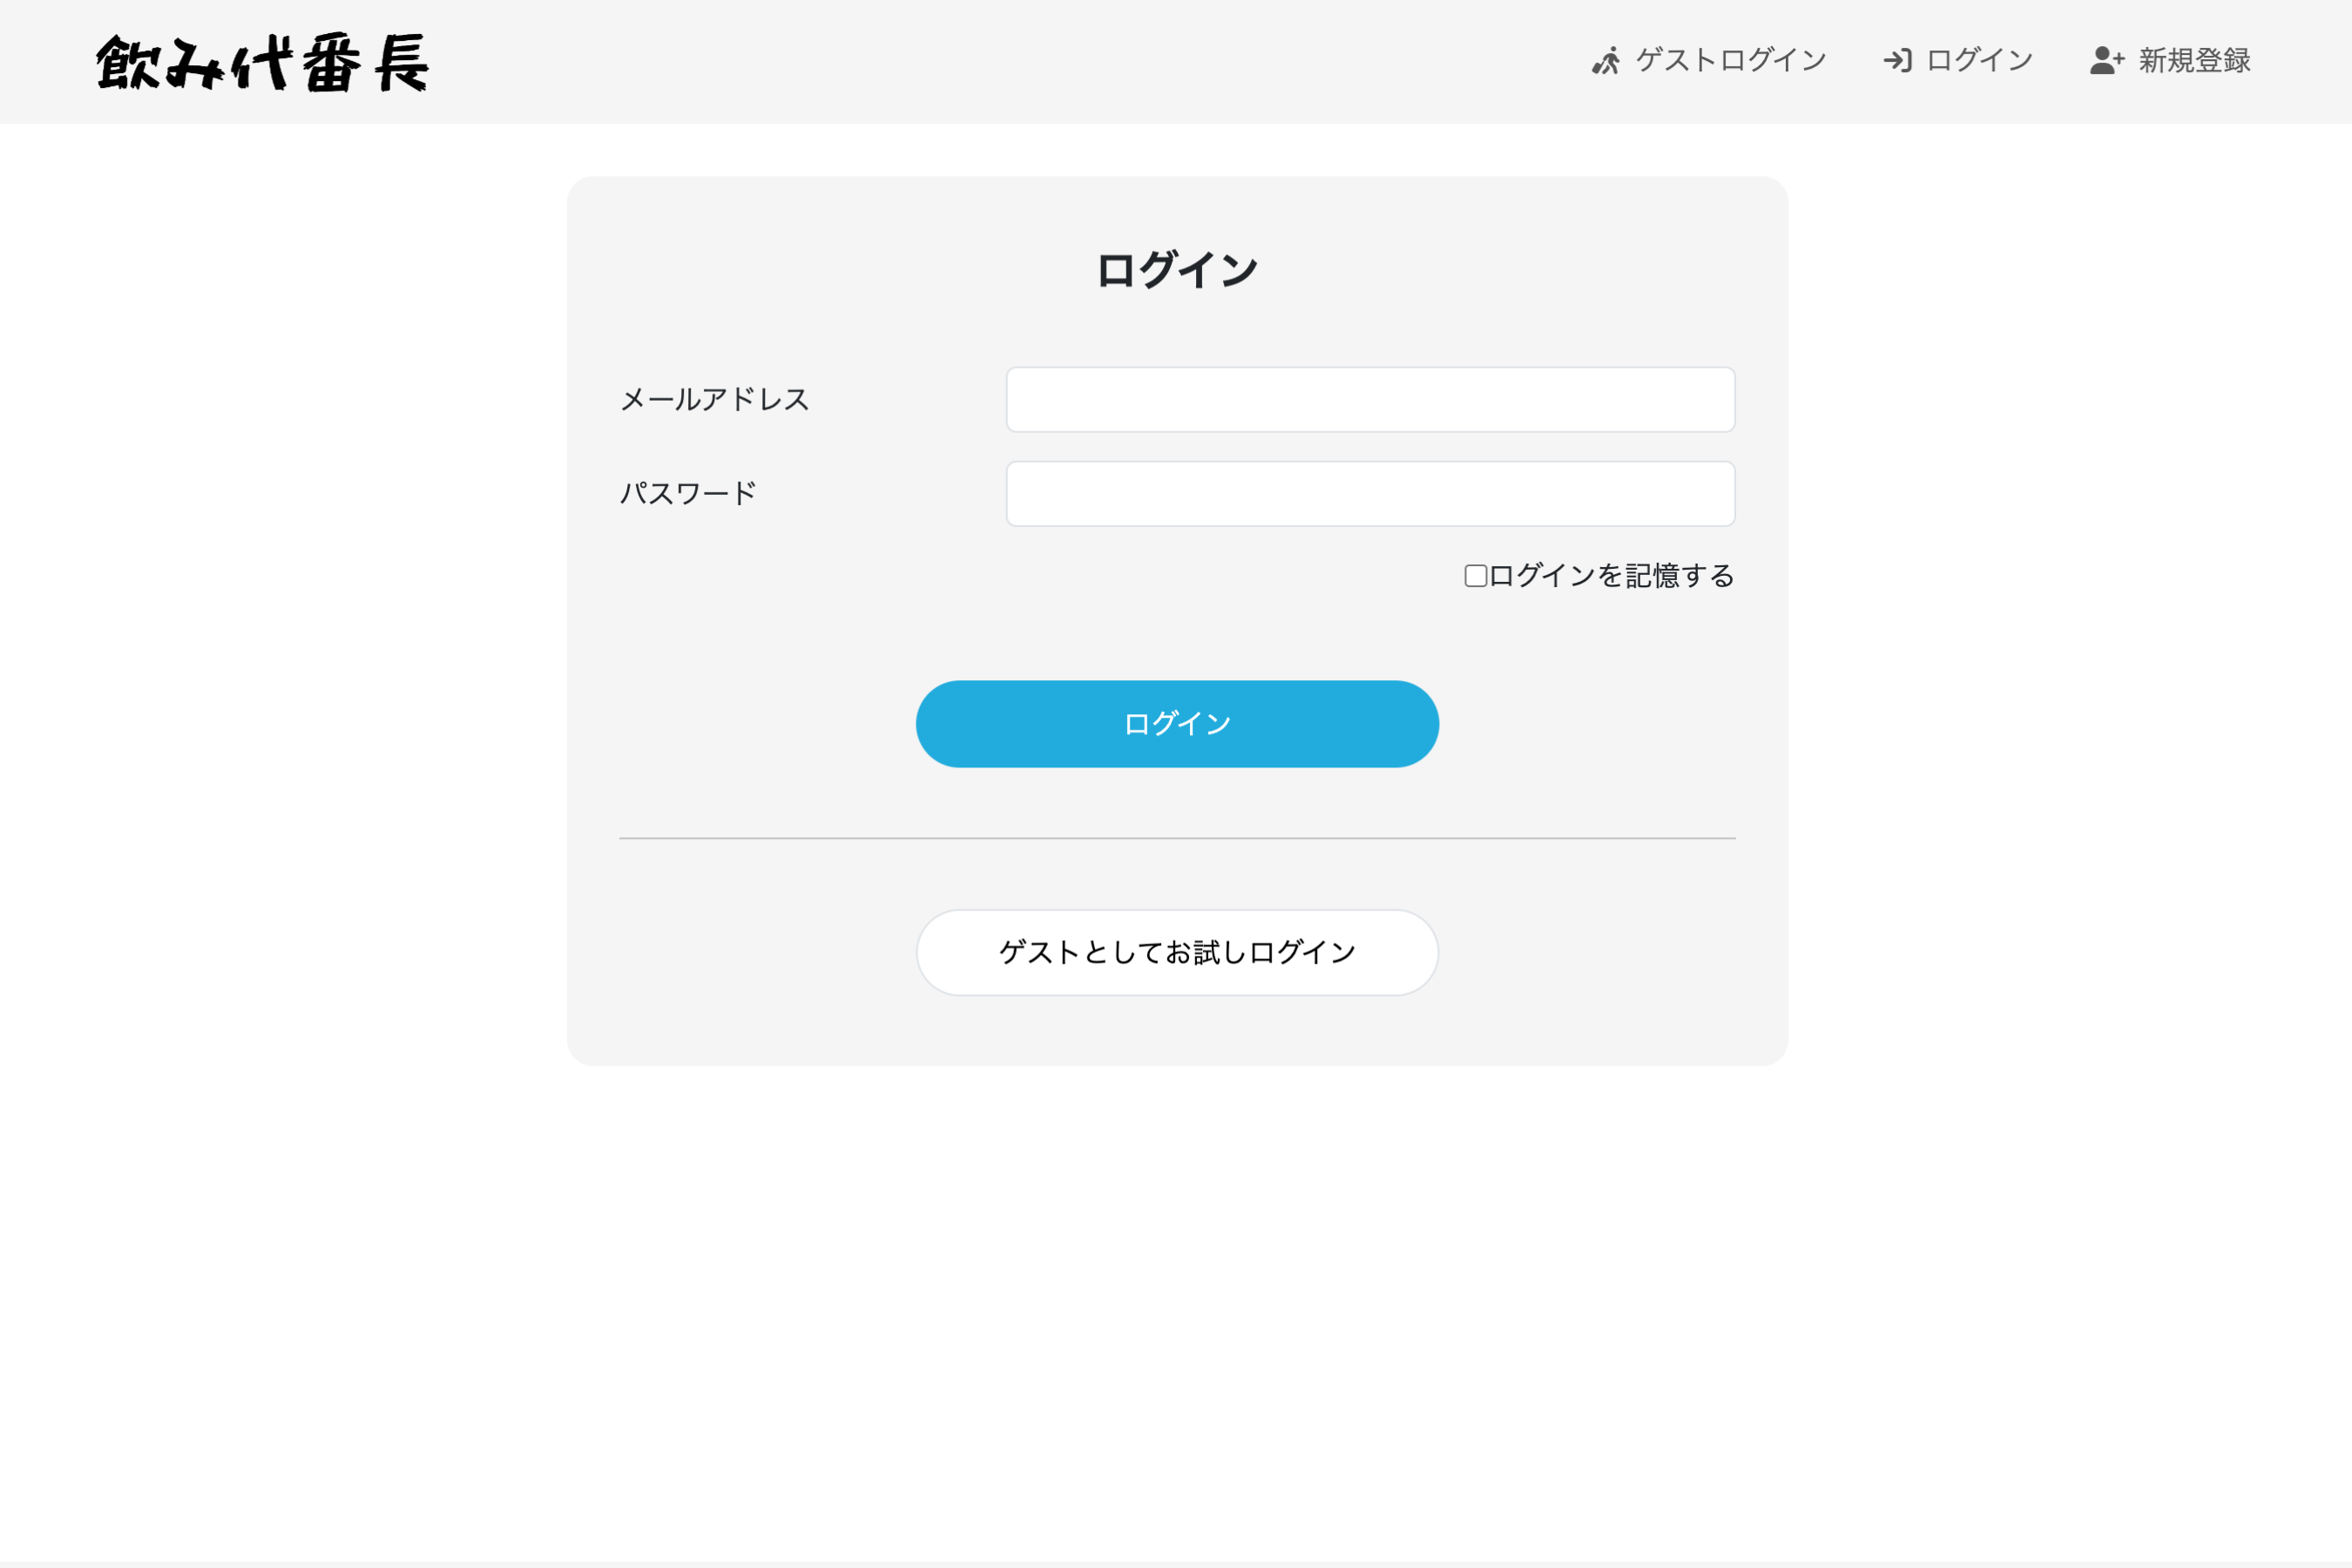 飲み代番長
ゲストログイン
ログイン
新規登録
ログイン
メールアドレス
パスワード
ログインを記憶する
ログイン
ゲストとしてお試しログイン